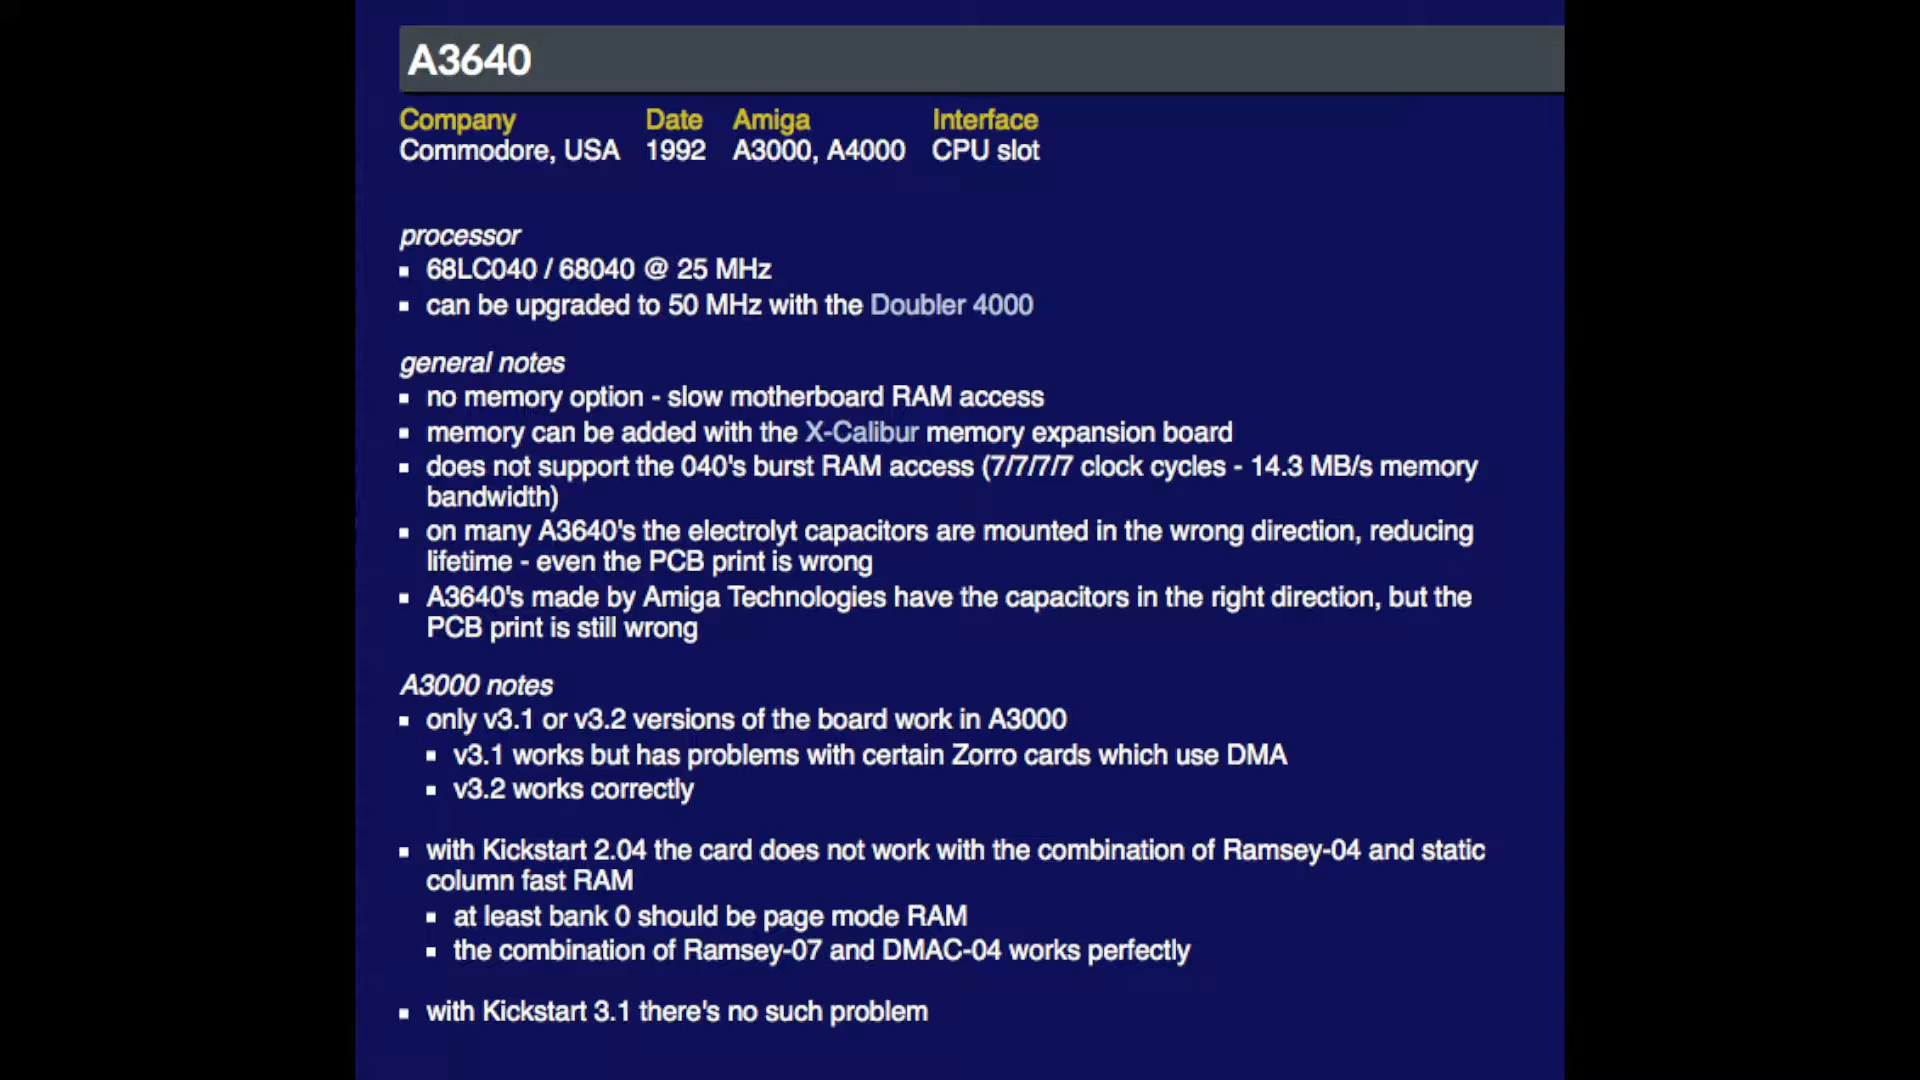 A3640
Company Date Amiga Interface
Commodore, USA 1992 A3000, A4000 CPU slot
processor
68LC040 / 68040 @ 25 MHz
can be upgraded to 50 MHz with the Doubler 4000
general notes
no memory option - slow motherboard RAM access
memory can be added with the X-Calibur memory expansion board
does not support the 040's burst RAM access (7/7/7/7 clock cycles - 14.3 MB/s memory
bandwidth)
on many A3640's the electrolyt capacitors are mounted in the wrong direction, reducing
lifetime - even the PCB print is wrong
A3640's made by Amiga Technologies have the capacitors in the right direction, but the
PCB print is still wrong
A3000 notes
only v3.1 or v3.2 versions of the board work in A3000
v3.1 works but has problems with certain Zorro cards which use DMA
v3.2 works correctly
with Kickstart 2.04 the card does not work with the combination of Ramsey-04 and static
column fast RAM
at least bank 0 should be page mode RAM
the combination of Ramsey-07 and DMAC-04 works perfectly
with Kickstart 3.1 there's no such problem